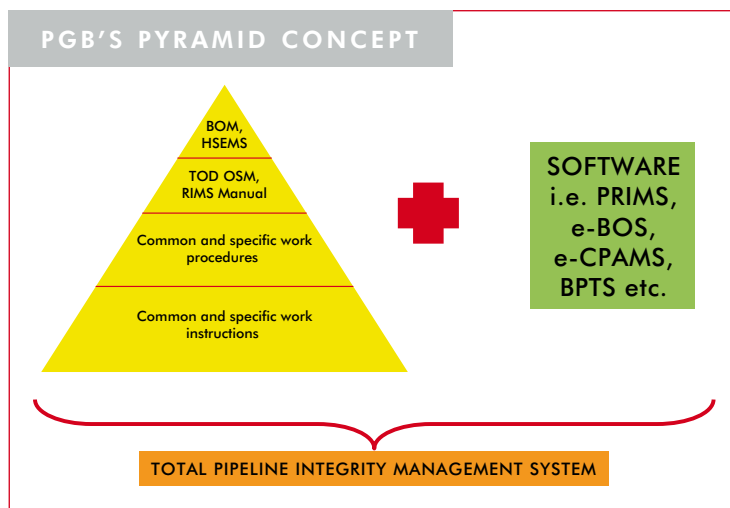 PGB'S PYRAMID CONCEPT
BOM,
HSEMS
TOD OSM,
RIMS Manual
Common and specific work
procedures
Common and specific work
instructions
SOFTWARE
i.e. PRIMS,
e-BOS,
e-CPAMS,
BPTS etc.
TOTAL PIPELINE INTEGRITY MANAGEMENT SYSTEM